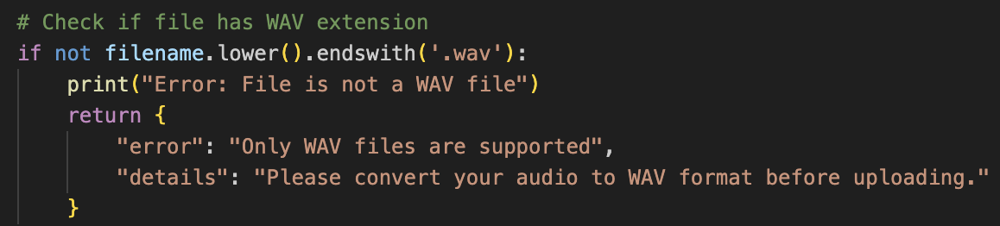 # Check if file has WAV extension
if not filename.lower().endswith('.wav'):
    print("Error: File is not a WAV file")
    return {
        "error": "Only WAV files are supported",
        "details": "Please convert your audio to WAV format before uploading."
    }